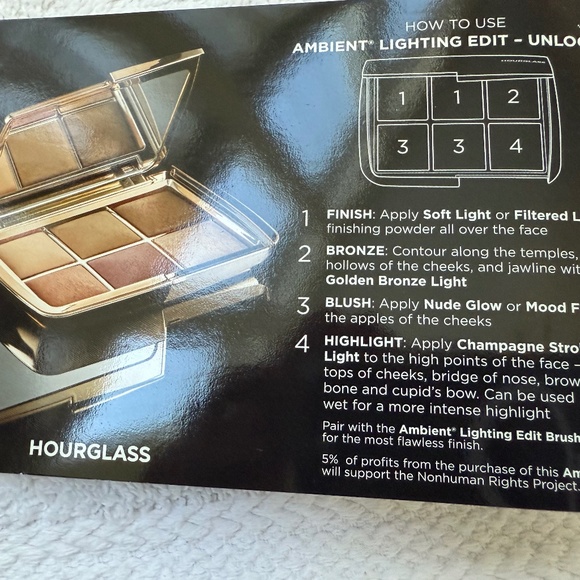 HOW TO USE
AMBIENT® LIGHTING EDIT – UNLOC
HOURGLASS
1 1 2
3 3 4
1 FINISH: Apply Soft Light or Filtered L
finishing powder all over the face
2 BRONZE: Contour along the temples,
hollows of the cheeks, and jawline wit
Golden Bronze Light
3 BLUSH: Apply Nude Glow or Mood F
the apples of the cheeks
4 HIGHLIGHT: Apply Champagne Stro
Light to the high points of the face –
tops of cheeks, bridge of nose, brow
bone and cupid's bow. Can be used
wet for a more intense highlight
Pair with the Ambient® Lighting Edit Brush
for the most flawless finish.
5% of profits from the purchase of this Am
will support the Nonhuman Rights Project.
HOURGLASS